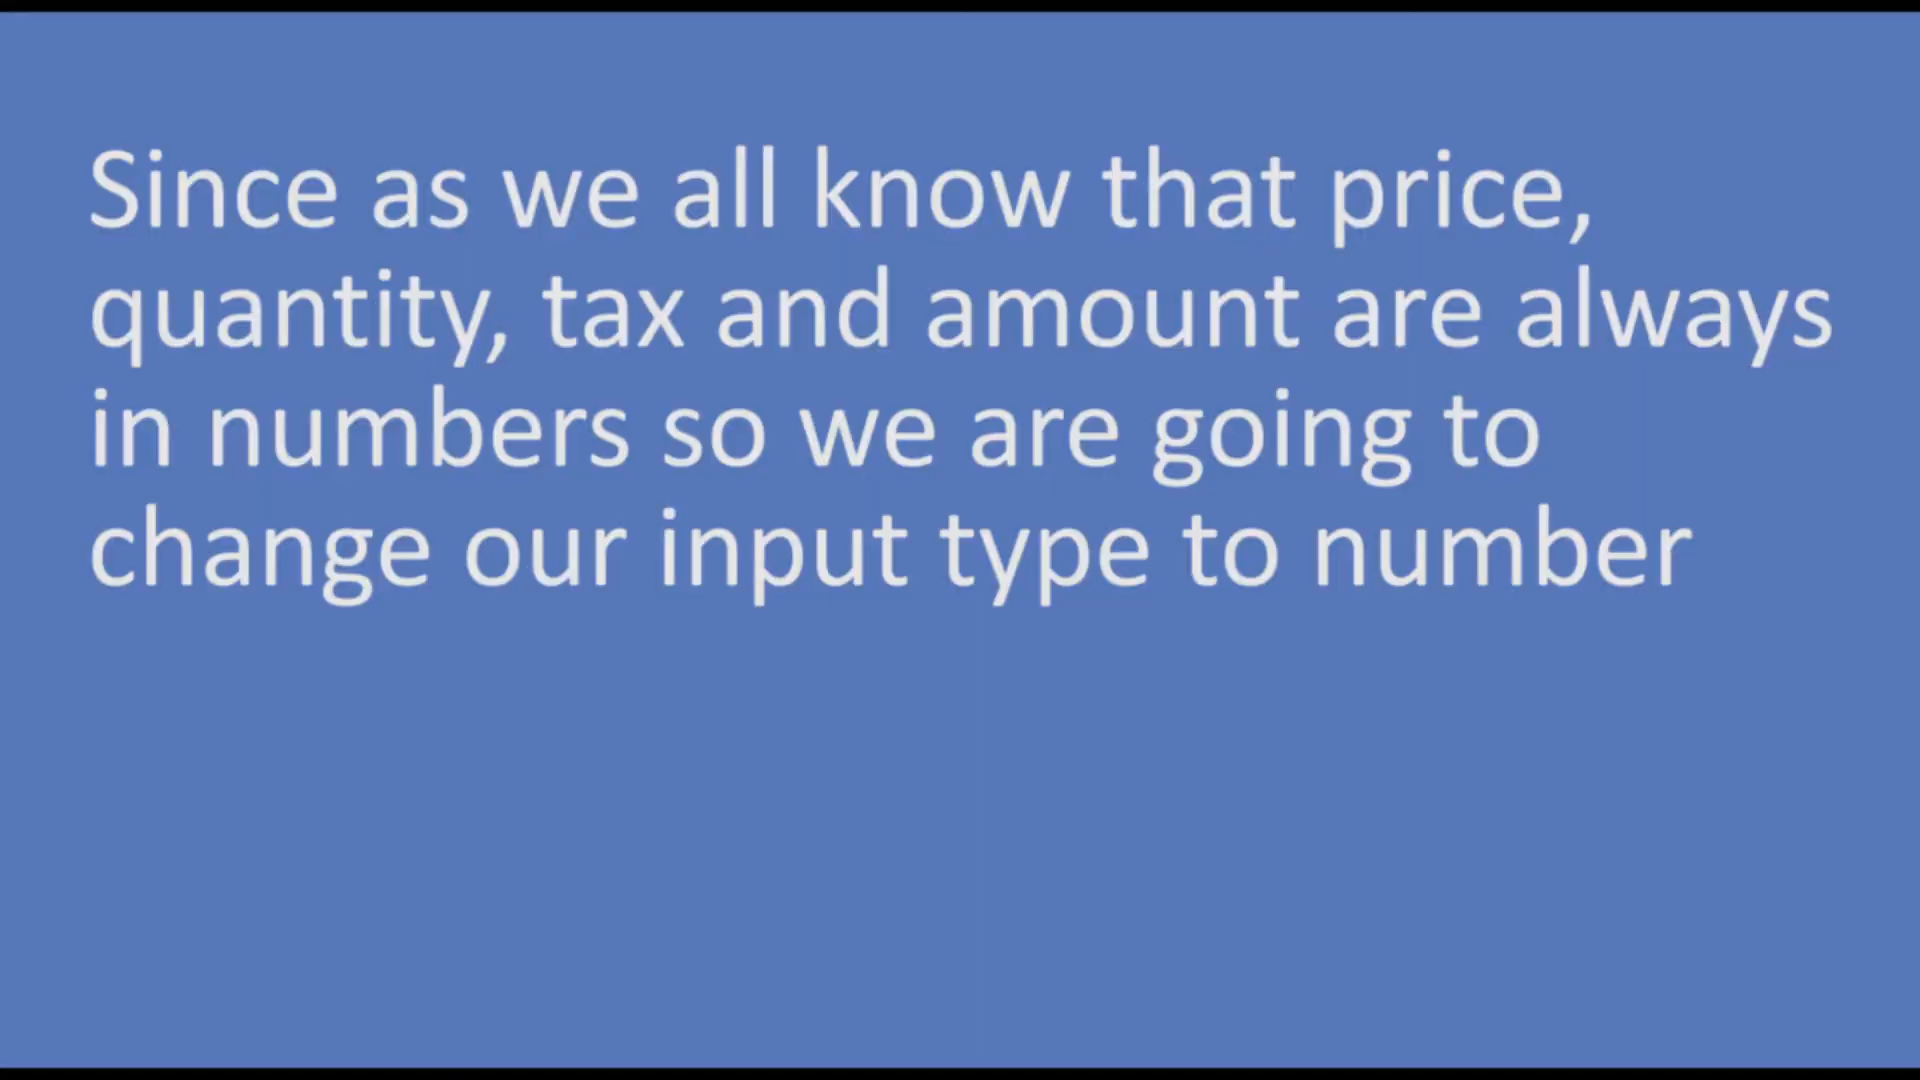 Since as we all know that price,
quantity, tax and amount are always
in numbers so we are going to
change our input type to number